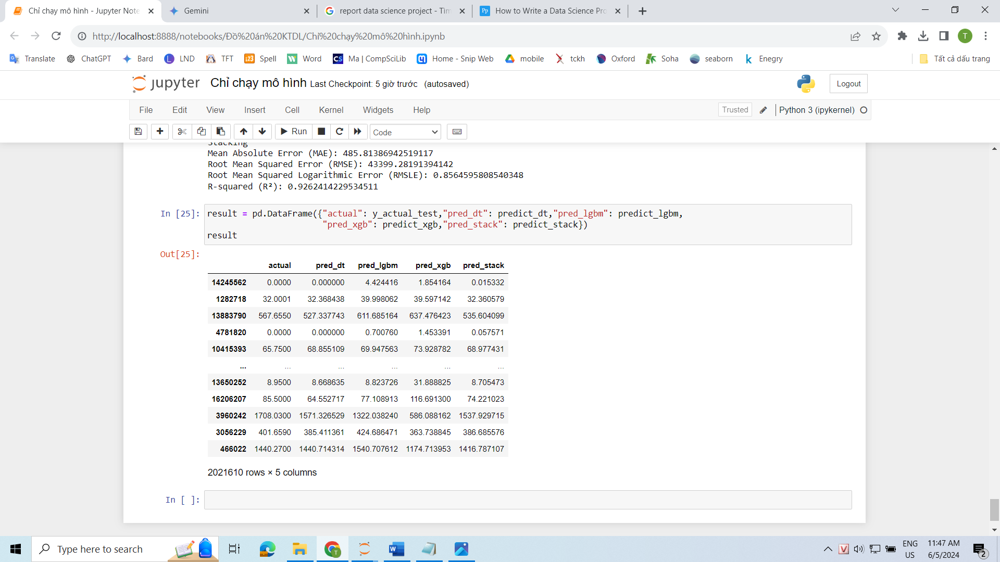 Chỉ chạy mô hình - Jupyter Note
Gemini
report data science project - Tìm
How to Write a Data Science Pro
http://localhost:8888/notebooks/Đồ%20án%20KTDL/Chỉ%20chạy%20mô%20hình.ipynb
T
Translate ChatGPT Bard LND TFT Spell Word Ma | CompSciLib Home - Snip Web mobile tckh Oxford Soha seaborn Enegry Tất cả dấu trang
jupyter Chỉ chạy mô hình Last Checkpoint: 5 giờ trước (autosaved) Logout
File Edit View Insert Cell Kernel Widgets Help Trusted Python 3 (ipykernel)
Run Code
Stacking
Mean Absolute Error (MAE): 485.81386942519117
Root Mean Squared Error (RMSE): 43399.28191394142
Root Mean Squared Logarithmic Error (RMSLE): 0.8564595808540348
R-squared (R²): 0.9262414229534511
In [25]: result = pd.DataFrame({"actual": y_actual_test,"pred_dt": predict_dt,"pred_lgbm": predict_lgbm,
"pred_xgb": predict_xgb,"pred_stack": predict_stack})
result
Out[25]:
actual pred_dt pred_lgbm pred_xgb pred_stack
14245562 0.0000 0.000000 4.424416 1.854164 0.015332
1282718 32.0001 32.368438 39.998062 39.597142 32.360579
13883790 567.6550 527.337743 611.685164 637.476423 535.604099
4781820 0.0000 0.000000 0.700760 1.453391 0.057571
10415393 65.7500 68.855109 69.947563 73.928782 68.977431
... ... ... ... ... ...
13650252 8.9500 8.668635 8.823726 31.888825 8.705473
16206207 85.5000 64.552717 77.108913 116.691300 74.221023
3960242 1708.0300 1571.326529 1322.038240 586.088162 1537.929715
3056229 401.6590 385.411361 424.686471 363.738845 386.685576
466022 1440.2700 1440.714314 1540.707612 1174.713953 1416.787107
2021610 rows × 5 columns
In [ ]:
Type here to search
ENG
US
11:47 AM
6/5/2024
2